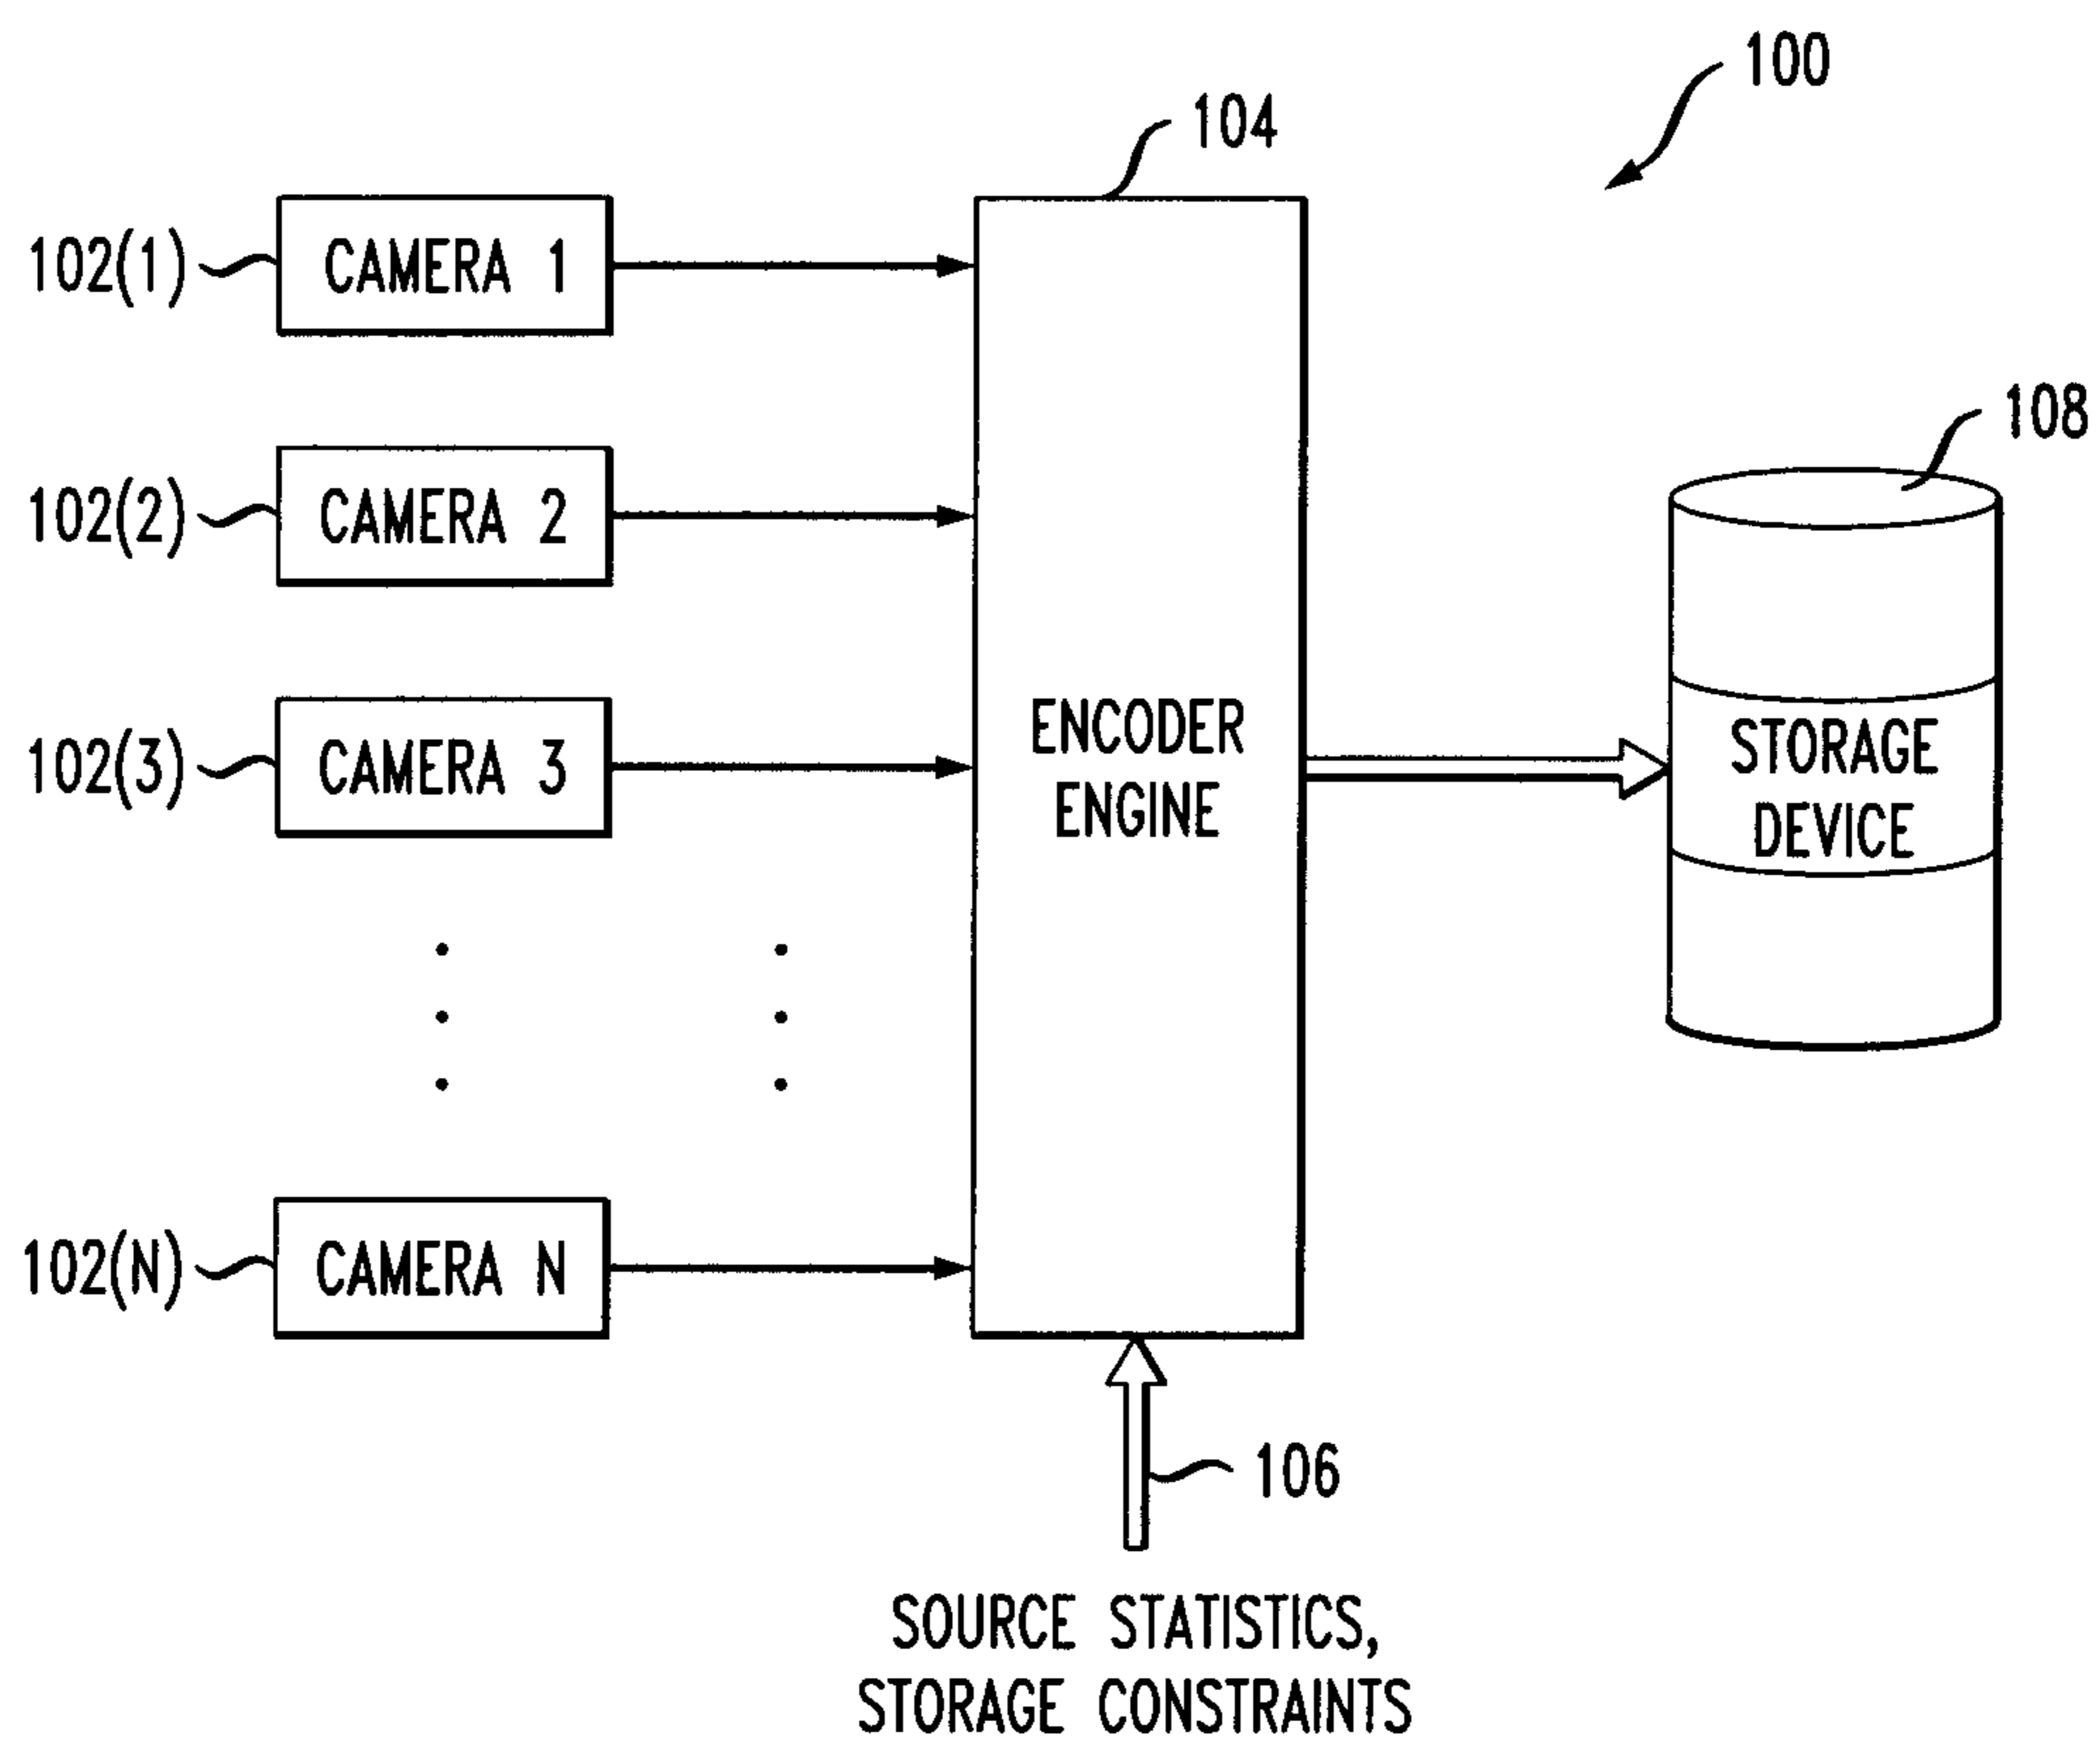 100
104
102(1)
CAMERA 1
108
102(2)
CAMERA 2
102(3)
CAMERA 3
ENCODER
ENGINE
STORAGE
DEVICE
102(N)
CAMERA N
106
SOURCE STATISTICS,
STORAGE CONSTRAINTS